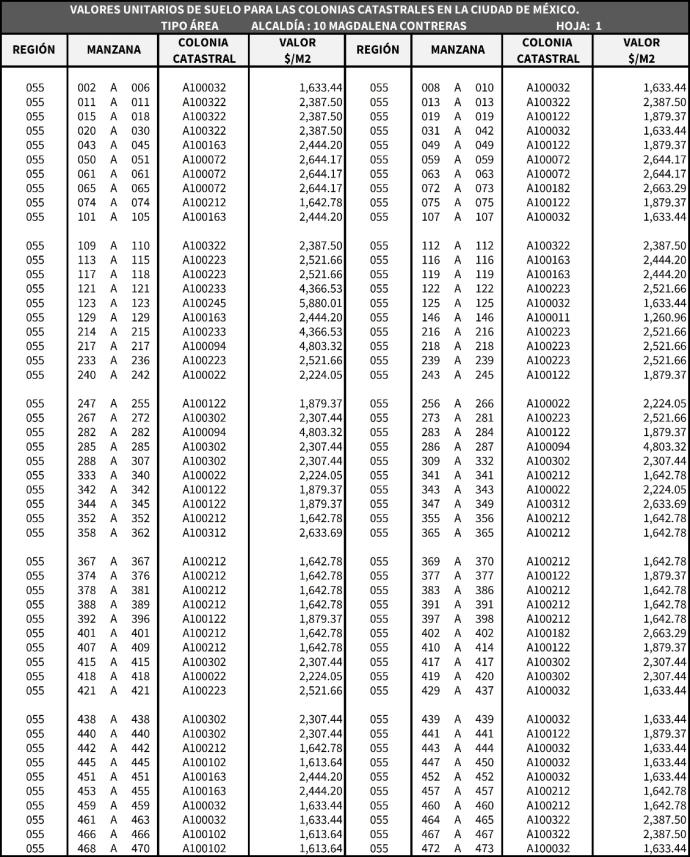 VALORES UNITARIOS DE SUELO PARA LAS COLONIAS CATASTRALES EN LA CIUDAD DE MÉXICO.
TIPO ÁREA ALCALDÍA : 10 MAGDALENA CONTRERAS HOJA: 1
REGIÓN MANZANA COLONIA CATASTRAL VALOR $/M2 REGIÓN MANZANA COLONIA CATASTRAL VALOR $/M2
055 002 A 006 A100032 1,633.44 055 008 A 010 A100032 1,633.44
055 011 A 011 A100322 2,387.50 055 013 A 013 A100322 2,387.50
055 015 A 018 A100322 2,387.50 055 019 A 019 A100122 1,879.37
055 020 A 030 A100322 2,387.50 055 031 A 042 A100032 1,633.44
055 043 A 045 A100163 2,444.20 055 049 A 049 A100122 1,879.37
055 050 A 051 A100072 2,644.17 055 059 A 059 A100072 2,644.17
055 061 A 061 A100072 2,644.17 055 063 A 063 A100072 2,644.17
055 065 A 065 A100072 2,644.17 055 072 A 073 A100182 2,663.29
055 074 A 074 A100212 1,642.78 055 075 A 075 A100122 1,879.37
055 101 A 105 A100163 2,444.20 055 107 A 107 A100032 1,633.44
055 109 A 110 A100322 2,387.50 055 112 A 112 A100322 2,387.50
055 113 A 115 A100223 2,521.66 055 116 A 116 A100163 2,444.20
055 117 A 118 A100223 2,521.66 055 119 A 119 A100163 2,444.20
055 121 A 121 A100233 4,366.53 055 122 A 122 A100223 2,521.66
055 123 A 123 A100245 5,880.01 055 125 A 125 A100032 1,633.44
055 129 A 129 A100163 2,444.20 055 146 A 146 A100011 1,260.96
055 214 A 215 A100233 4,366.53 055 216 A 216 A100223 2,521.66
055 217 A 217 A100094 4,803.32 055 218 A 218 A100223 2,521.66
055 233 A 236 A100223 2,521.66 055 239 A 239 A100223 2,521.66
055 240 A 242 A100022 2,224.05 055 243 A 245 A100122 1,879.37
055 247 A 255 A100122 1,879.37 055 256 A 266 A100022 2,224.05
055 267 A 272 A100302 2,307.44 055 273 A 281 A100223 2,521.66
055 282 A 282 A100094 4,803.32 055 283 A 284 A100122 1,879.37
055 285 A 285 A100302 2,307.44 055 286 A 287 A100094 4,803.32
055 288 A 307 A100302 2,307.44 055 309 A 332 A100302 2,307.44
055 333 A 340 A100022 2,224.05 055 341 A 341 A100212 1,642.78
055 342 A 342 A100122 1,879.37 055 343 A 343 A100022 2,224.05
055 344 A 345 A100122 1,879.37 055 347 A 349 A100312 2,633.69
055 352 A 352 A100212 1,642.78 055 355 A 356 A100212 1,642.78
055 358 A 362 A100312 2,633.69 055 365 A 365 A100212 1,642.78
055 367 A 367 A100212 1,642.78 055 369 A 370 A100212 1,642.78
055 374 A 376 A100212 1,642.78 055 377 A 377 A100122 1,879.37
055 378 A 381 A100212 1,642.78 055 383 A 386 A100212 1,642.78
055 388 A 389 A100212 1,642.78 055 391 A 391 A100212 1,642.78
055 392 A 396 A100122 1,879.37 055 397 A 398 A100212 1,642.78
055 401 A 401 A100212 1,642.78 055 402 A 402 A100182 2,663.29
055 407 A 409 A100212 1,642.78 055 410 A 414 A100122 1,879.37
055 415 A 415 A100302 2,307.44 055 417 A 417 A100302 2,307.44
055 418 A 418 A100022 2,224.05 055 419 A 420 A100302 2,307.44
055 421 A 421 A100223 2,521.66 055 429 A 437 A100032 1,633.44
055 438 A 438 A100302 2,307.44 055 439 A 439 A100032 1,633.44
055 440 A 440 A100302 2,307.44 055 441 A 441 A100122 1,879.37
055 442 A 442 A100212 1,642.78 055 443 A 444 A100032 1,633.44
055 445 A 445 A100102 1,613.64 055 447 A 450 A100032 1,633.44
055 451 A 451 A100163 2,444.20 055 452 A 452 A100032 1,633.44
055 453 A 455 A100163 2,444.20 055 457 A 457 A100212 1,642.78
055 459 A 459 A100032 1,633.44 055 460 A 460 A100212 1,642.78
055 461 A 463 A100032 1,633.44 055 464 A 465 A100322 2,387.50
055 466 A 466 A100102 1,613.64 055 467 A 467 A100322 2,387.50
055 468 A 470 A100102 1,613.64 055 472 A 473 A100032 1,633.44